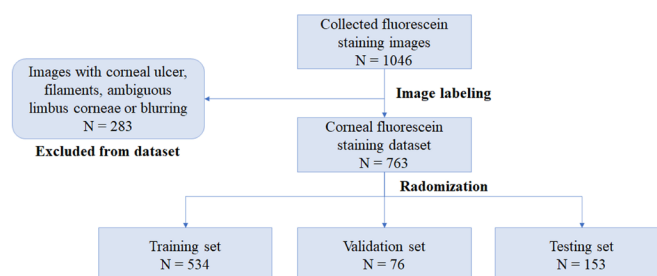 Collected fluorescein
staining images
N = 1046
Images with corneal ulcer,
filaments, ambiguous
limbus corneae or blurring
N = 283
Excluded from dataset
Image labeling
Corneal fluorescein
staining dataset
N = 763
Radomization
Training set
N = 534
Validation set
N = 76
Testing set
N = 153